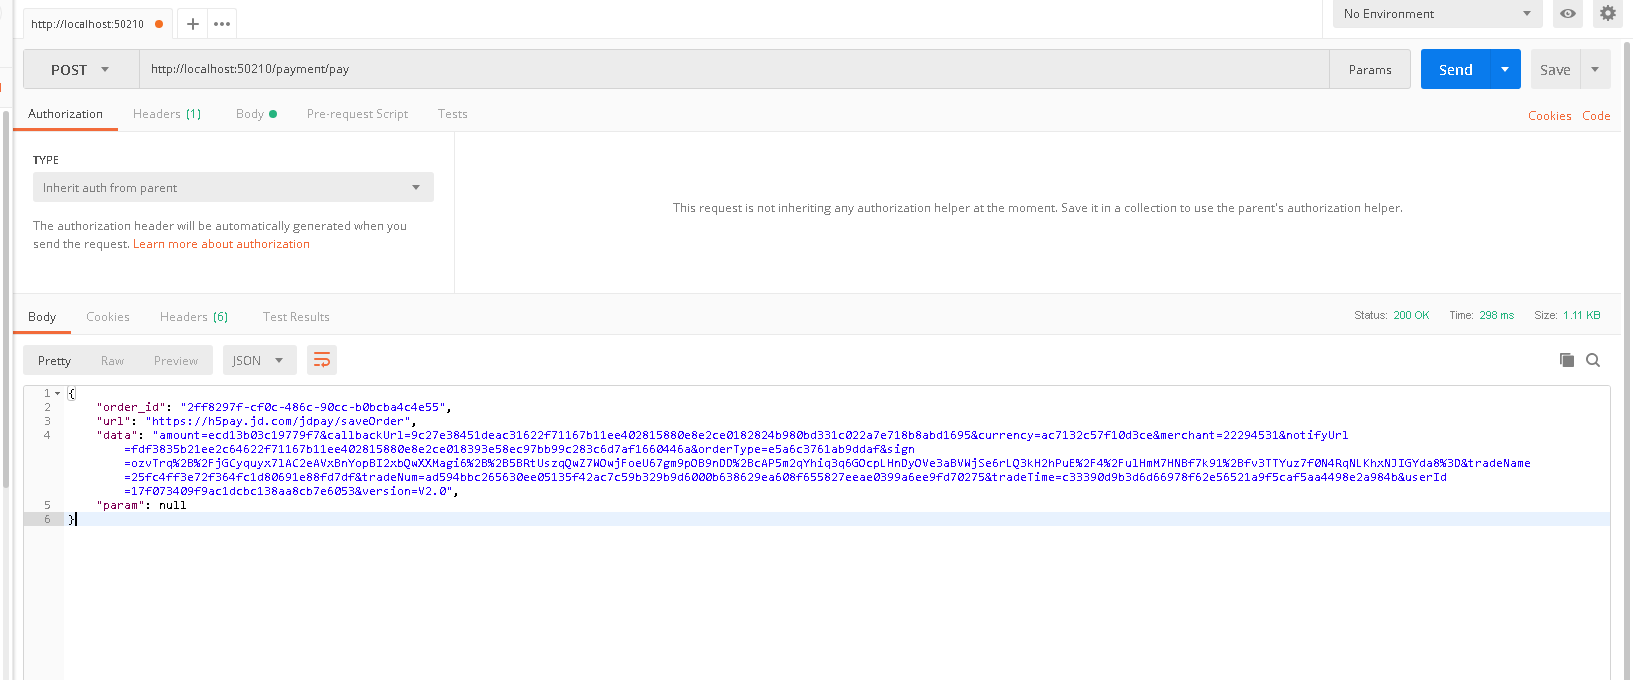 http://localhost:50210
No Environment
POST
http://localhost:50210/payment/pay
Params
Send
Save
Authorization
Headers (1)
Body
Pre-request Script
Tests
Cookies
Code
TYPE
Inherit auth from parent
The authorization header will be automatically generated when you
send the request. Learn more about authorization
This request is not inheriting any authorization helper at the moment. Save it in a collection to use the parent's authorization helper.
Body
Cookies
Headers (6)
Test Results
Status: 200 OK
Time: 298 ms
Size: 1.11 KB
Pretty
Raw
Preview
JSON
1 {
2 "order_id": "2ff8297f-cf0c-486c-90cc-b0bcba4c4e55",
3 "url": "https://h5pay.jd.com/jdpay/saveOrder",
4 "data": "amount=ecd13b03c19779f7&callbackUrl=9c27e38451deac31622f71167b11ee402815880e8e2ce0182824b980bd331c022a7e718b8abd1695&currency=ac7132c57f10d3ce&merchant=22294531&notifyUrl
=fdf3835b21ee2c64622f71167b11ee402815880e8e2ce018393e58ec97bb99c283c6d7af1660446a&orderType=e5a6c3761ab9ddaf&sign
=ozvTrq%2B%2FjGCyquyx7lAC2eAVxBnYopBI2xbQwXXMagi6%2B%2B5BRtUszqQwZ7WOwjFoeU67gm9pOB9nDD%2BcAP5m2qYhiq3q6GOcpLHnDyOVe3aBVWjSe6rLQ3kH2hPuE%2F4%2FulHmM7HNBf7k91%2Bfv3TTYuz7f0N4RqNLKhxNJIGYda8%3D&tradeName
=25fc4ff3e72f364fc1d80691e88fd7df&tradeNum=ad594bbc265630ee05135f42ac7c59b329b9d6000b638629ea608f655827eeae0399a6ee9fd70275&tradeTime=c33390d9b3d6d66978f62e56521a9f5caf5aa4498e2a984b&userId
=17f073409f9ac1dcbc138aa8cb7e6053&version=V2.0",
5 "param": null
6 }